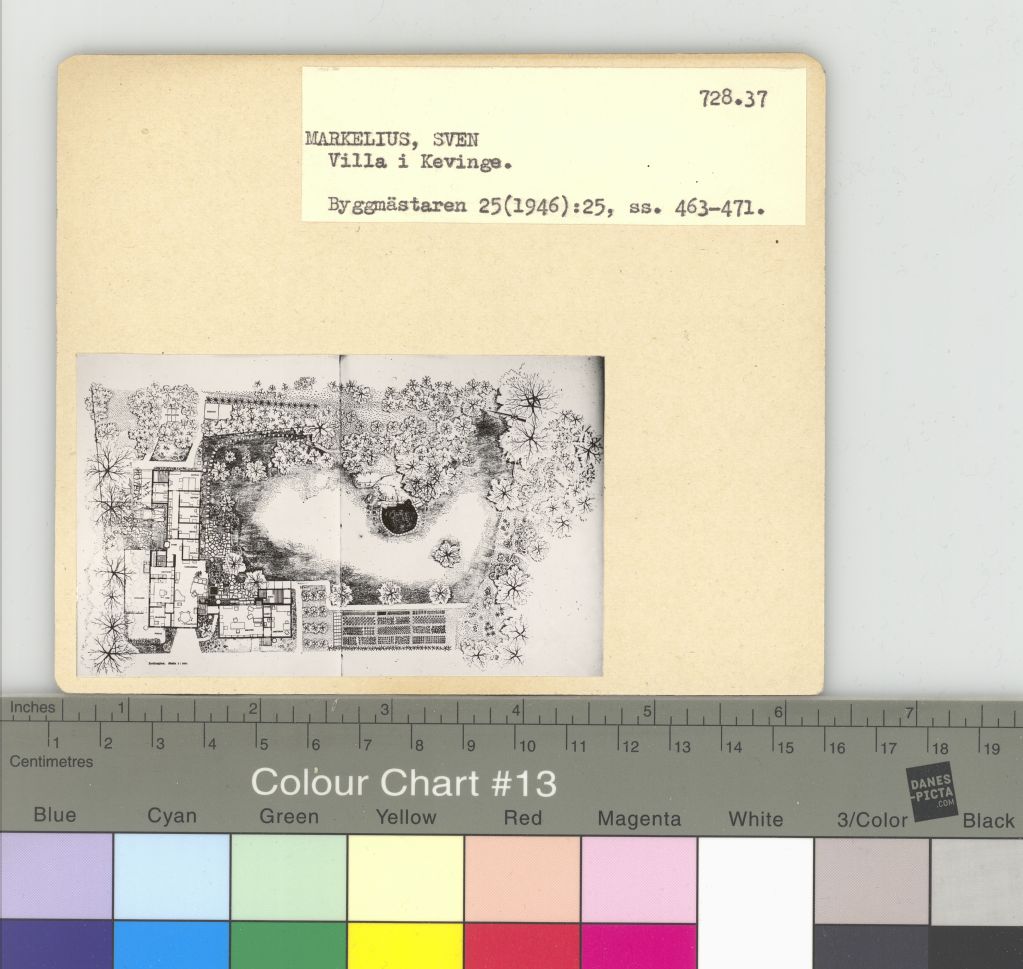 728.37
MARKELIUS, SVEN
Villa i Kevinge.
Byggmästaren 25(1946):25, ss. 463-471.
Inches 1 2 3 4 5 6 7
1 2 3 4 5 6 7 8 9 10 11 12 13 14 15 16 17 18 19
Centimetres
Colour Chart #13
DANES
-PICTA
.COM
Blue Cyan Green Yellow Red Magenta White 3/Color Black